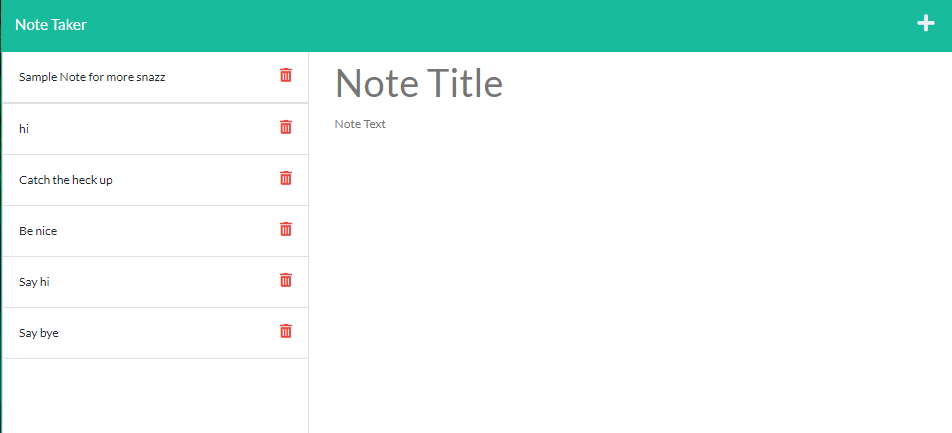 Note Taker
Sample Note for more snazz
hi
Catch the heck up
Be nice
Say hi
Say bye
Note Title
Note Text